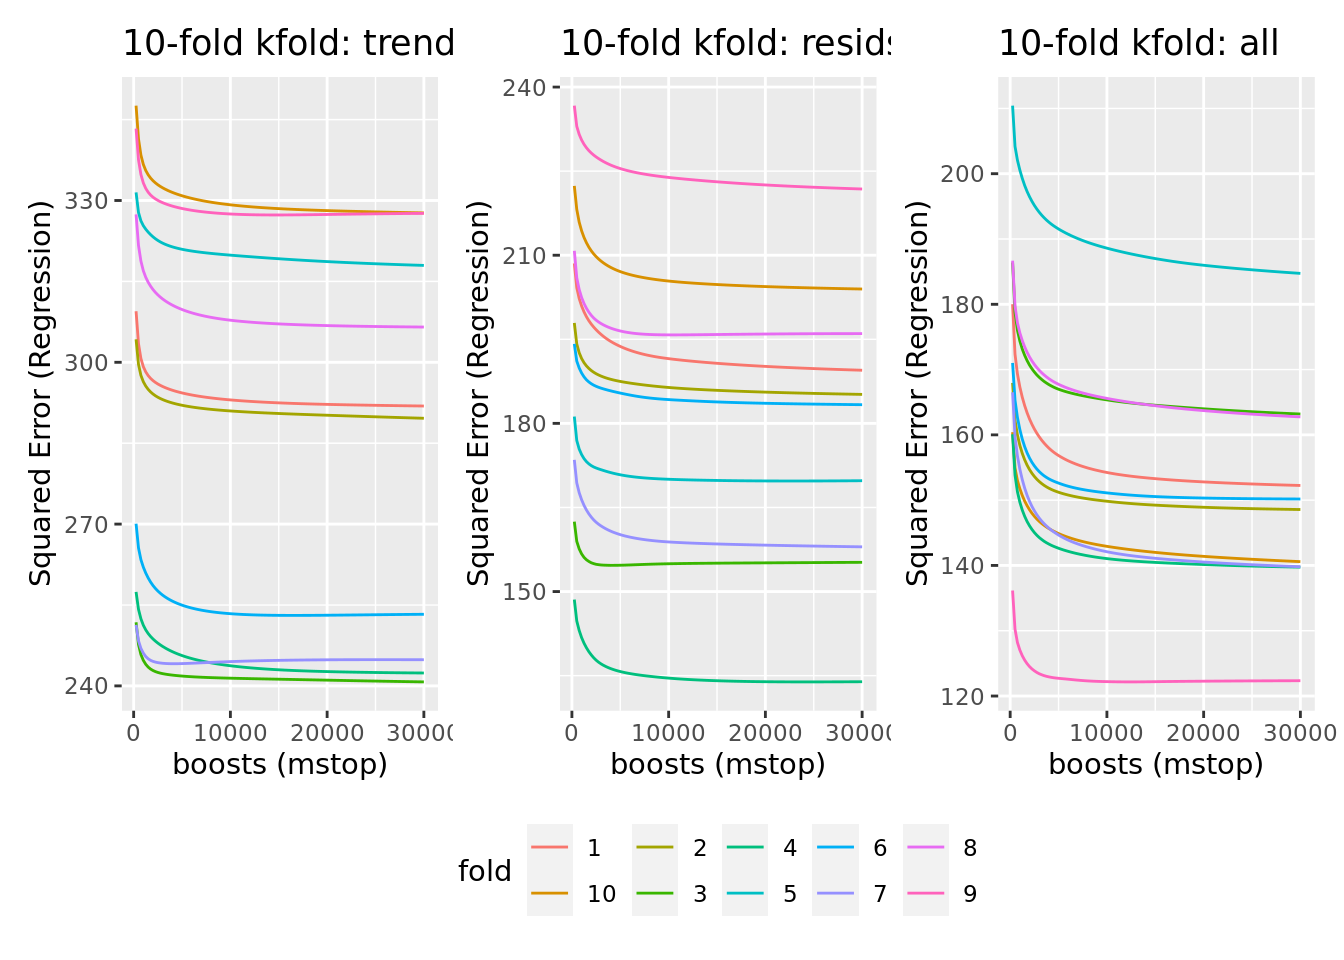 10-fold kfold: trend
10-fold kfold: resids
10-fold kfold: all
Squared Error (Regression)
330
300
270
240
0 10000 20000 30000
boosts (mstop)
Squared Error (Regression)
240
210
180
150
0 10000 20000 30000
boosts (mstop)
Squared Error (Regression)
200
180
160
140
120
0 10000 20000 30000
boosts (mstop)
fold
1 2 4 6 8
10 3 5 7 9